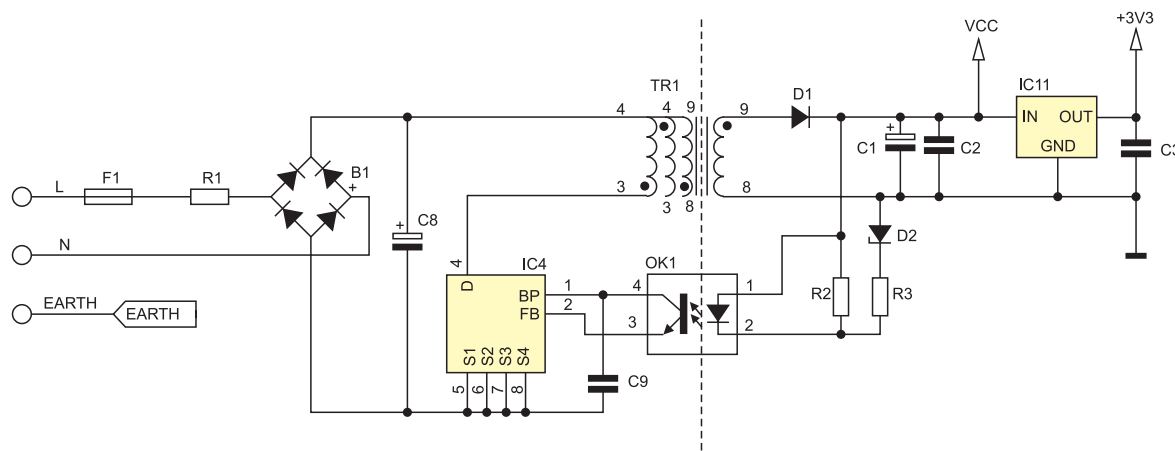 +3V3
VCC
IC11
IN OUT
GND
TR1
D1
4 4 9 9
3 3 8 8
C1 + C2
L F1 R1
B1
+
N
+ C8
D2
EARTH EARTH
4 IC4
D
BP 1
FB 2
S1 S2 S3 S4
5 6 7 8
OK1
4 1
3 2
R2 R3
C9